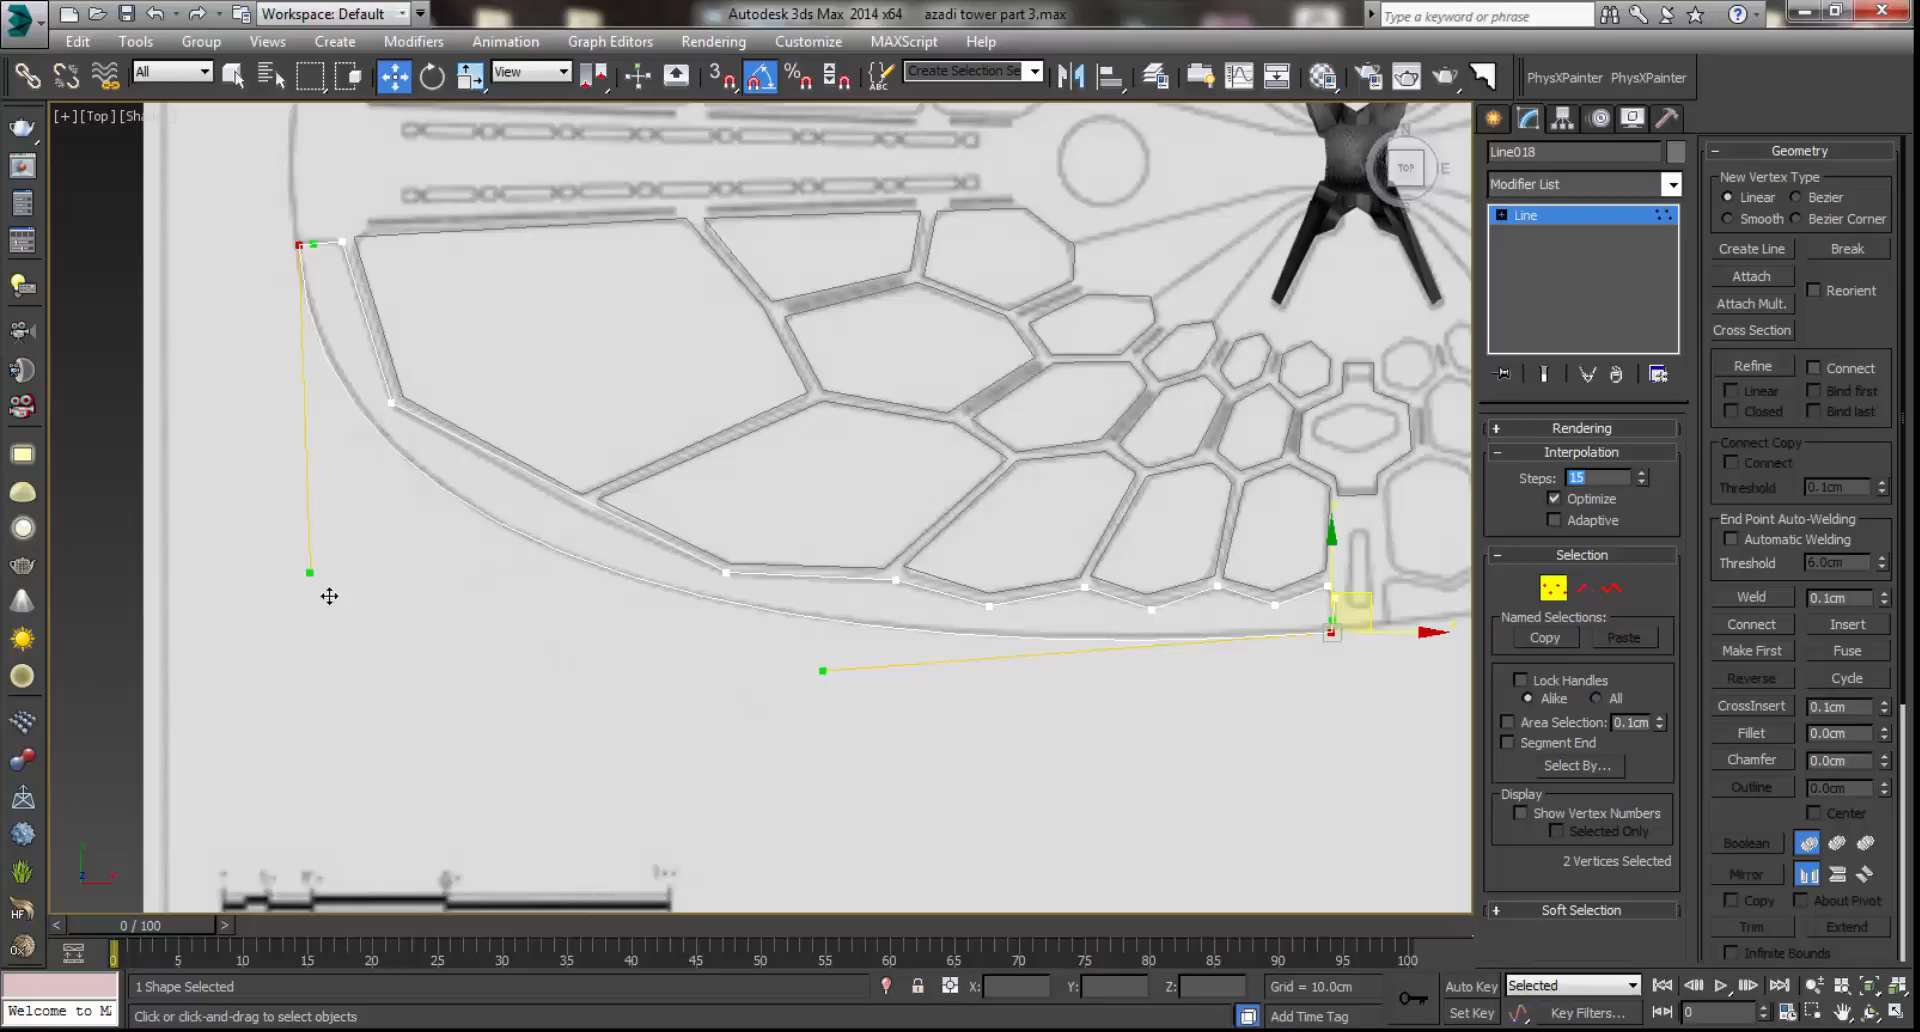 Workspace: Default
Autodesk 3ds Max 2014 x64 azadi tower part 3.max
Type a keyword or phrase
Edit Tools Group Views Create Modifiers Animation Graph Editors Rendering Customize MAXScript Help
All View 3 ABC Create Selection Se PhysXPainter PhysXPainter
[+][Top][Sha
TOP
E
Line018
Modifier List
Line
Rendering
Interpolation
Steps: 15
Optimize
Adaptive
Selection
Named Selections:
Copy Paste
Lock Handles
Alike All
Area Selection: 0.1cm
Segment End
Select By...
Display
Show Vertex Numbers
Selected Only
2 Vertices Selected
Soft Selection
Geometry
New Vertex Type
Linear Bezier
Smooth Bezier Corner
Create Line Break
Attach Reorient
Attach Mult.
Cross Section
Refine Connect
Linear Bind first
Closed Bind last
Connect Copy
Connect
Threshold 0.1cm
End Point Auto-Welding
Automatic Welding
Threshold 6.0cm
Weld 0.1cm
Connect Insert
Make First Fuse
Reverse Cycle
CrossInsert 0.1cm
Fillet 0.0cm
Chamfer 0.0cm
Outline 0.0cm
Center
Boolean
Mirror
Copy About Pivot
Trim Extend
Infinite Bounds
HF
0 / 100
5 10 15 20 25 30 35 40 45 50 55 60 65 70 75 80 85 90 95 100
1 Shape Selected X: Y: Z: Grid = 10.0cm Auto Key Selected
Welcome to M
Click or click-and-drag to select objects Add Time Tag Set Key Key Filters... 0